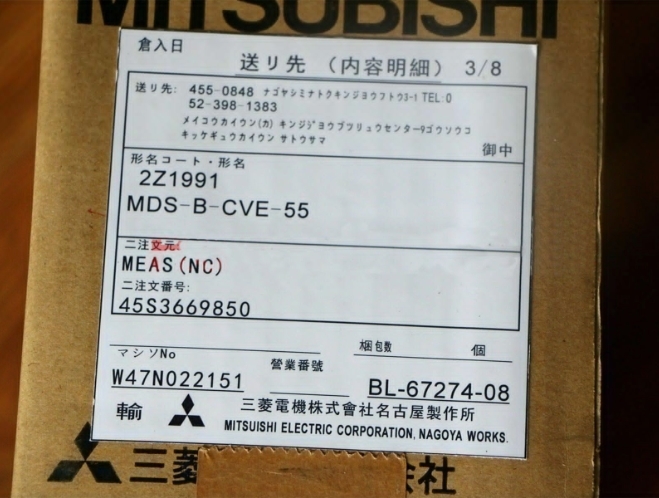 MITSUBISHI
倉入日
送リ先 (内容明細) 3/8
送リ先: 455-0848 ナゴヤシミナトクキンジヨウフトウ3-1 TEL:0
52-398-1383
メイコウカイウン(カ) キンジジヨウブツリュウセンター9ゴウソウコ
キッケギュウカイウン サトウサマ
御中
形名コート・形名
2Z1991
MDS-B-CVE-55
二注文元
MEAS(NC)
二注文番号:
45S3669850
マシソNo 営業番號 梱包数 個
W47N022151 BL-67274-08
輸 三菱電機株式會社名古屋製作所
MITSUISHI ELECTRIC CORPORATION, NAGOYA WORKS.
三菱 社